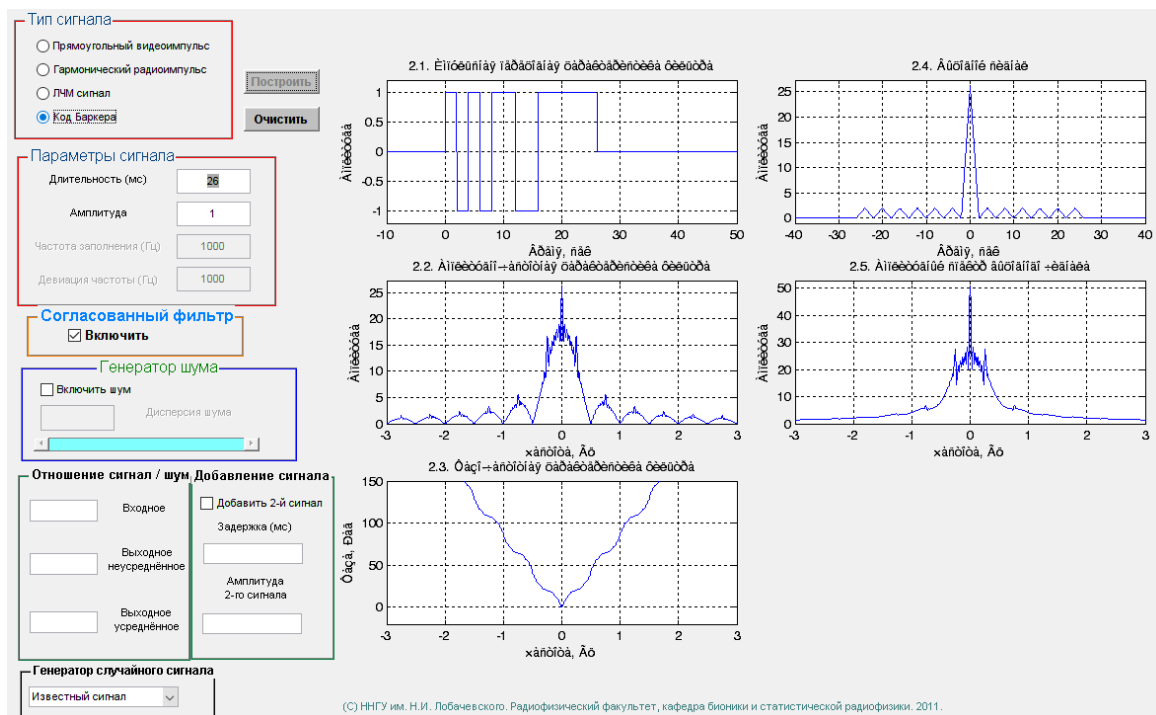 Тип сигнала
Прямоугольный видеоимпульс
Гармонический радиоимпульс
ЛЧМ сигнал
Код Баркера
Построить
Очистить
Параметры сигнала
Длительность (мс) 26
Амплитуда 1
Частота заполнения (Гц) 1000
Девиация частоты (Гц) 1000
Согласованный фильтр
Включить
Генератор шума
Включить шум
Дисперсия шума
Отношение сигнал / шум
Входное
Выходное
неусреднённое
Выходное
усреднённое
Добавление сигнала
Добавить 2-й сигнал
Задержка (мс)
Амплитуда
2-го сигнала
Генератор случайного сигнала
Известный сигнал
2.1.
1
0.5
0
-0.5
-1
-10 0 10 20 30 40 50
2.4.
25
20
15
10
5
0
-40 -30 -20 -10 0 10 20 30 40
2.2.
25
20
15
10
5
0
-3 -2 -1 0 1 2 3
2.5.
50
40
30
20
10
0
-3 -2 -1 0 1 2 3
2.3.
150
100
50
0
-3 -2 -1 0 1 2 3
(C) ННГУ им. Н.И. Лобачевского. Радиофизический факультет, кафедра бионики и статистической радиофизики. 2011.